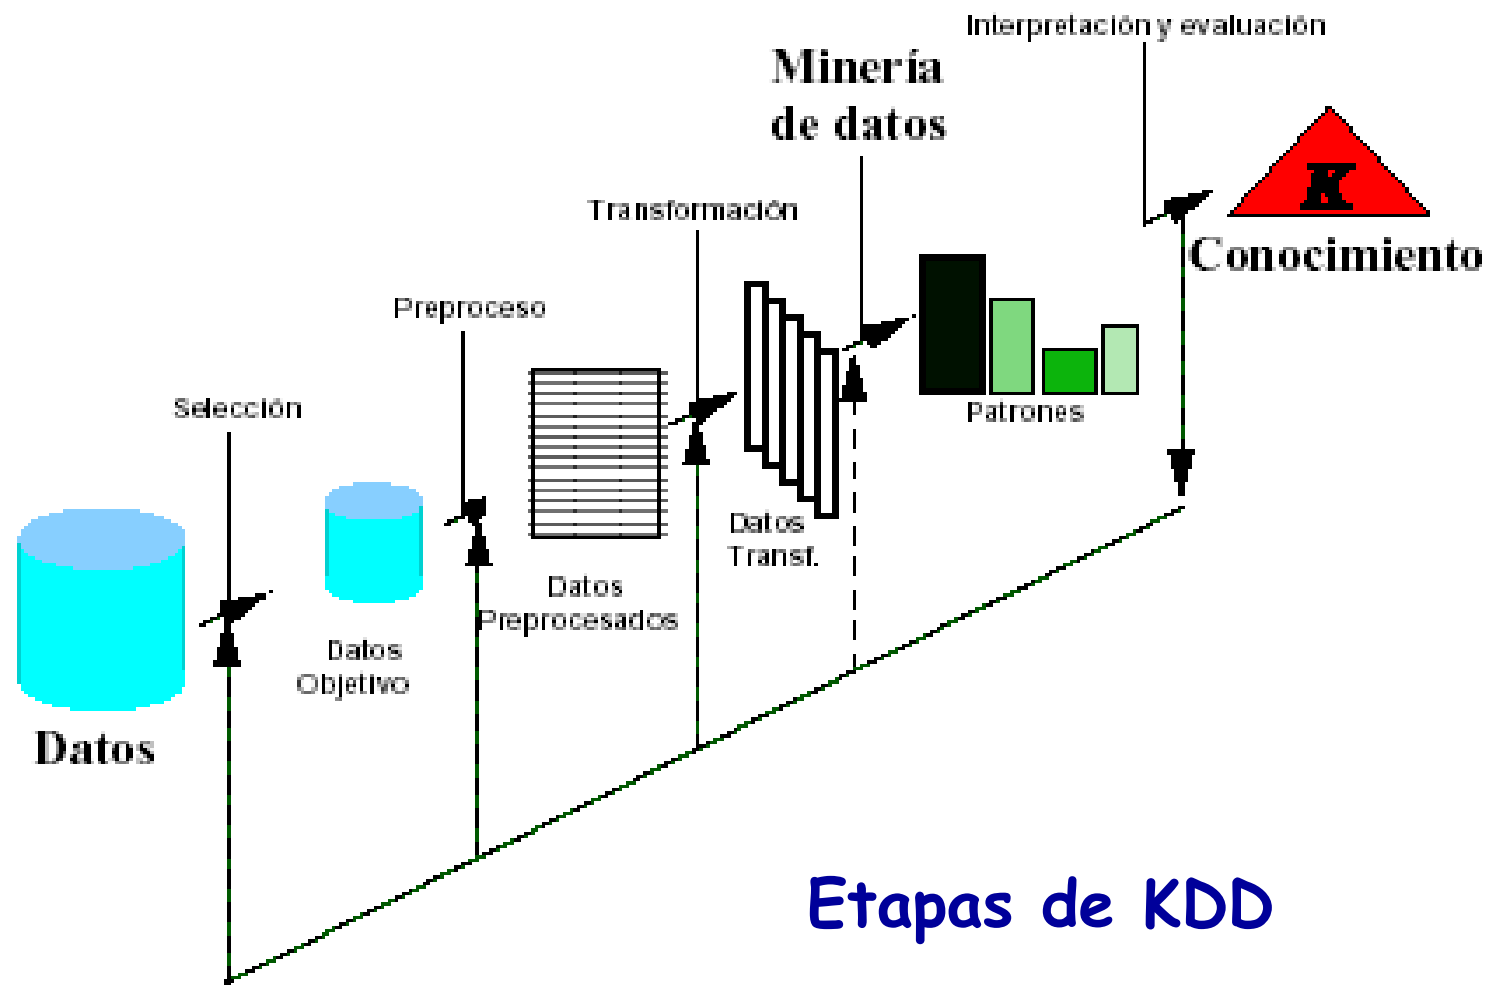 Interpretación y evaluación
Minería
de datos
K
Transformación
Conocimiento
Preproceso
Selección
Patrones
Datos
Transf.
Datos
Preprocesados
Datos
Objetivo
Datos
Etapas de KDD